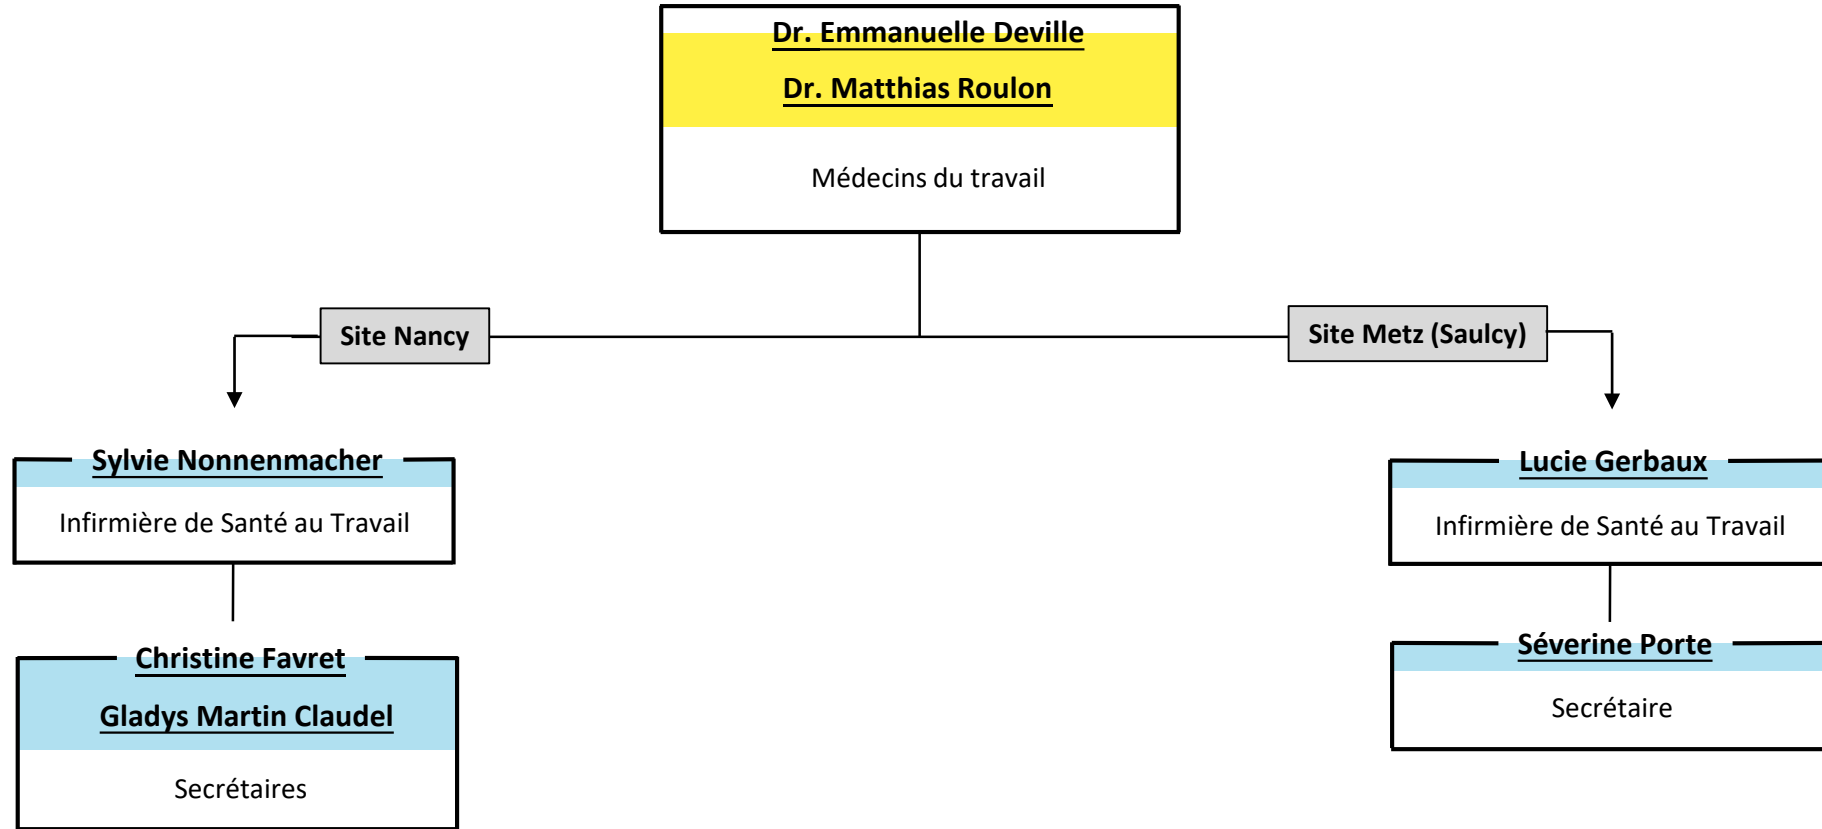 Dr. Emmanuelle Deville
Dr. Matthias Roulon
Médecins du travail
Site Nancy
Site Metz (Saulcy)
Sylvie Nonnenmacher
Infirmière de Santé au Travail
Lucie Gerbaux
Infirmière de Santé au Travail
Christine Favret
Gladys Martin Claudel
Secrétaires
Séverine Porte
Secrétaire